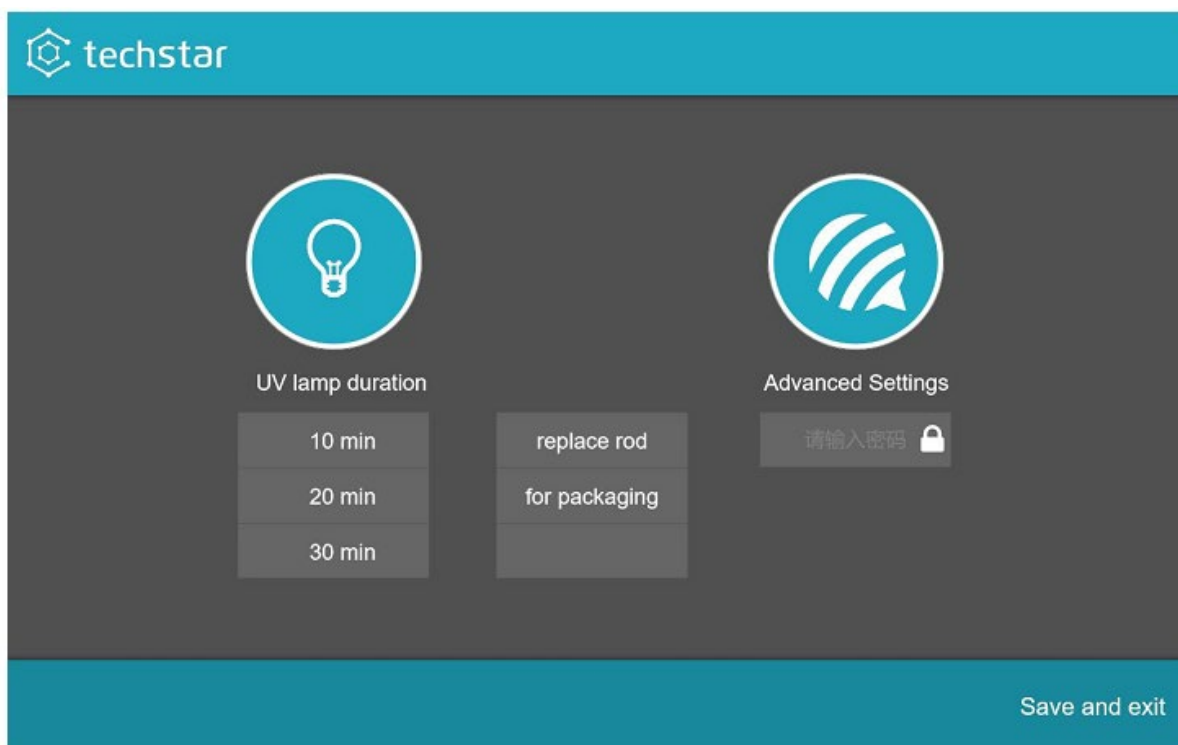 techstar
UV lamp duration
10 min
20 min
30 min
replace rod
for packaging
Advanced Settings
请输入密码
Save and exit